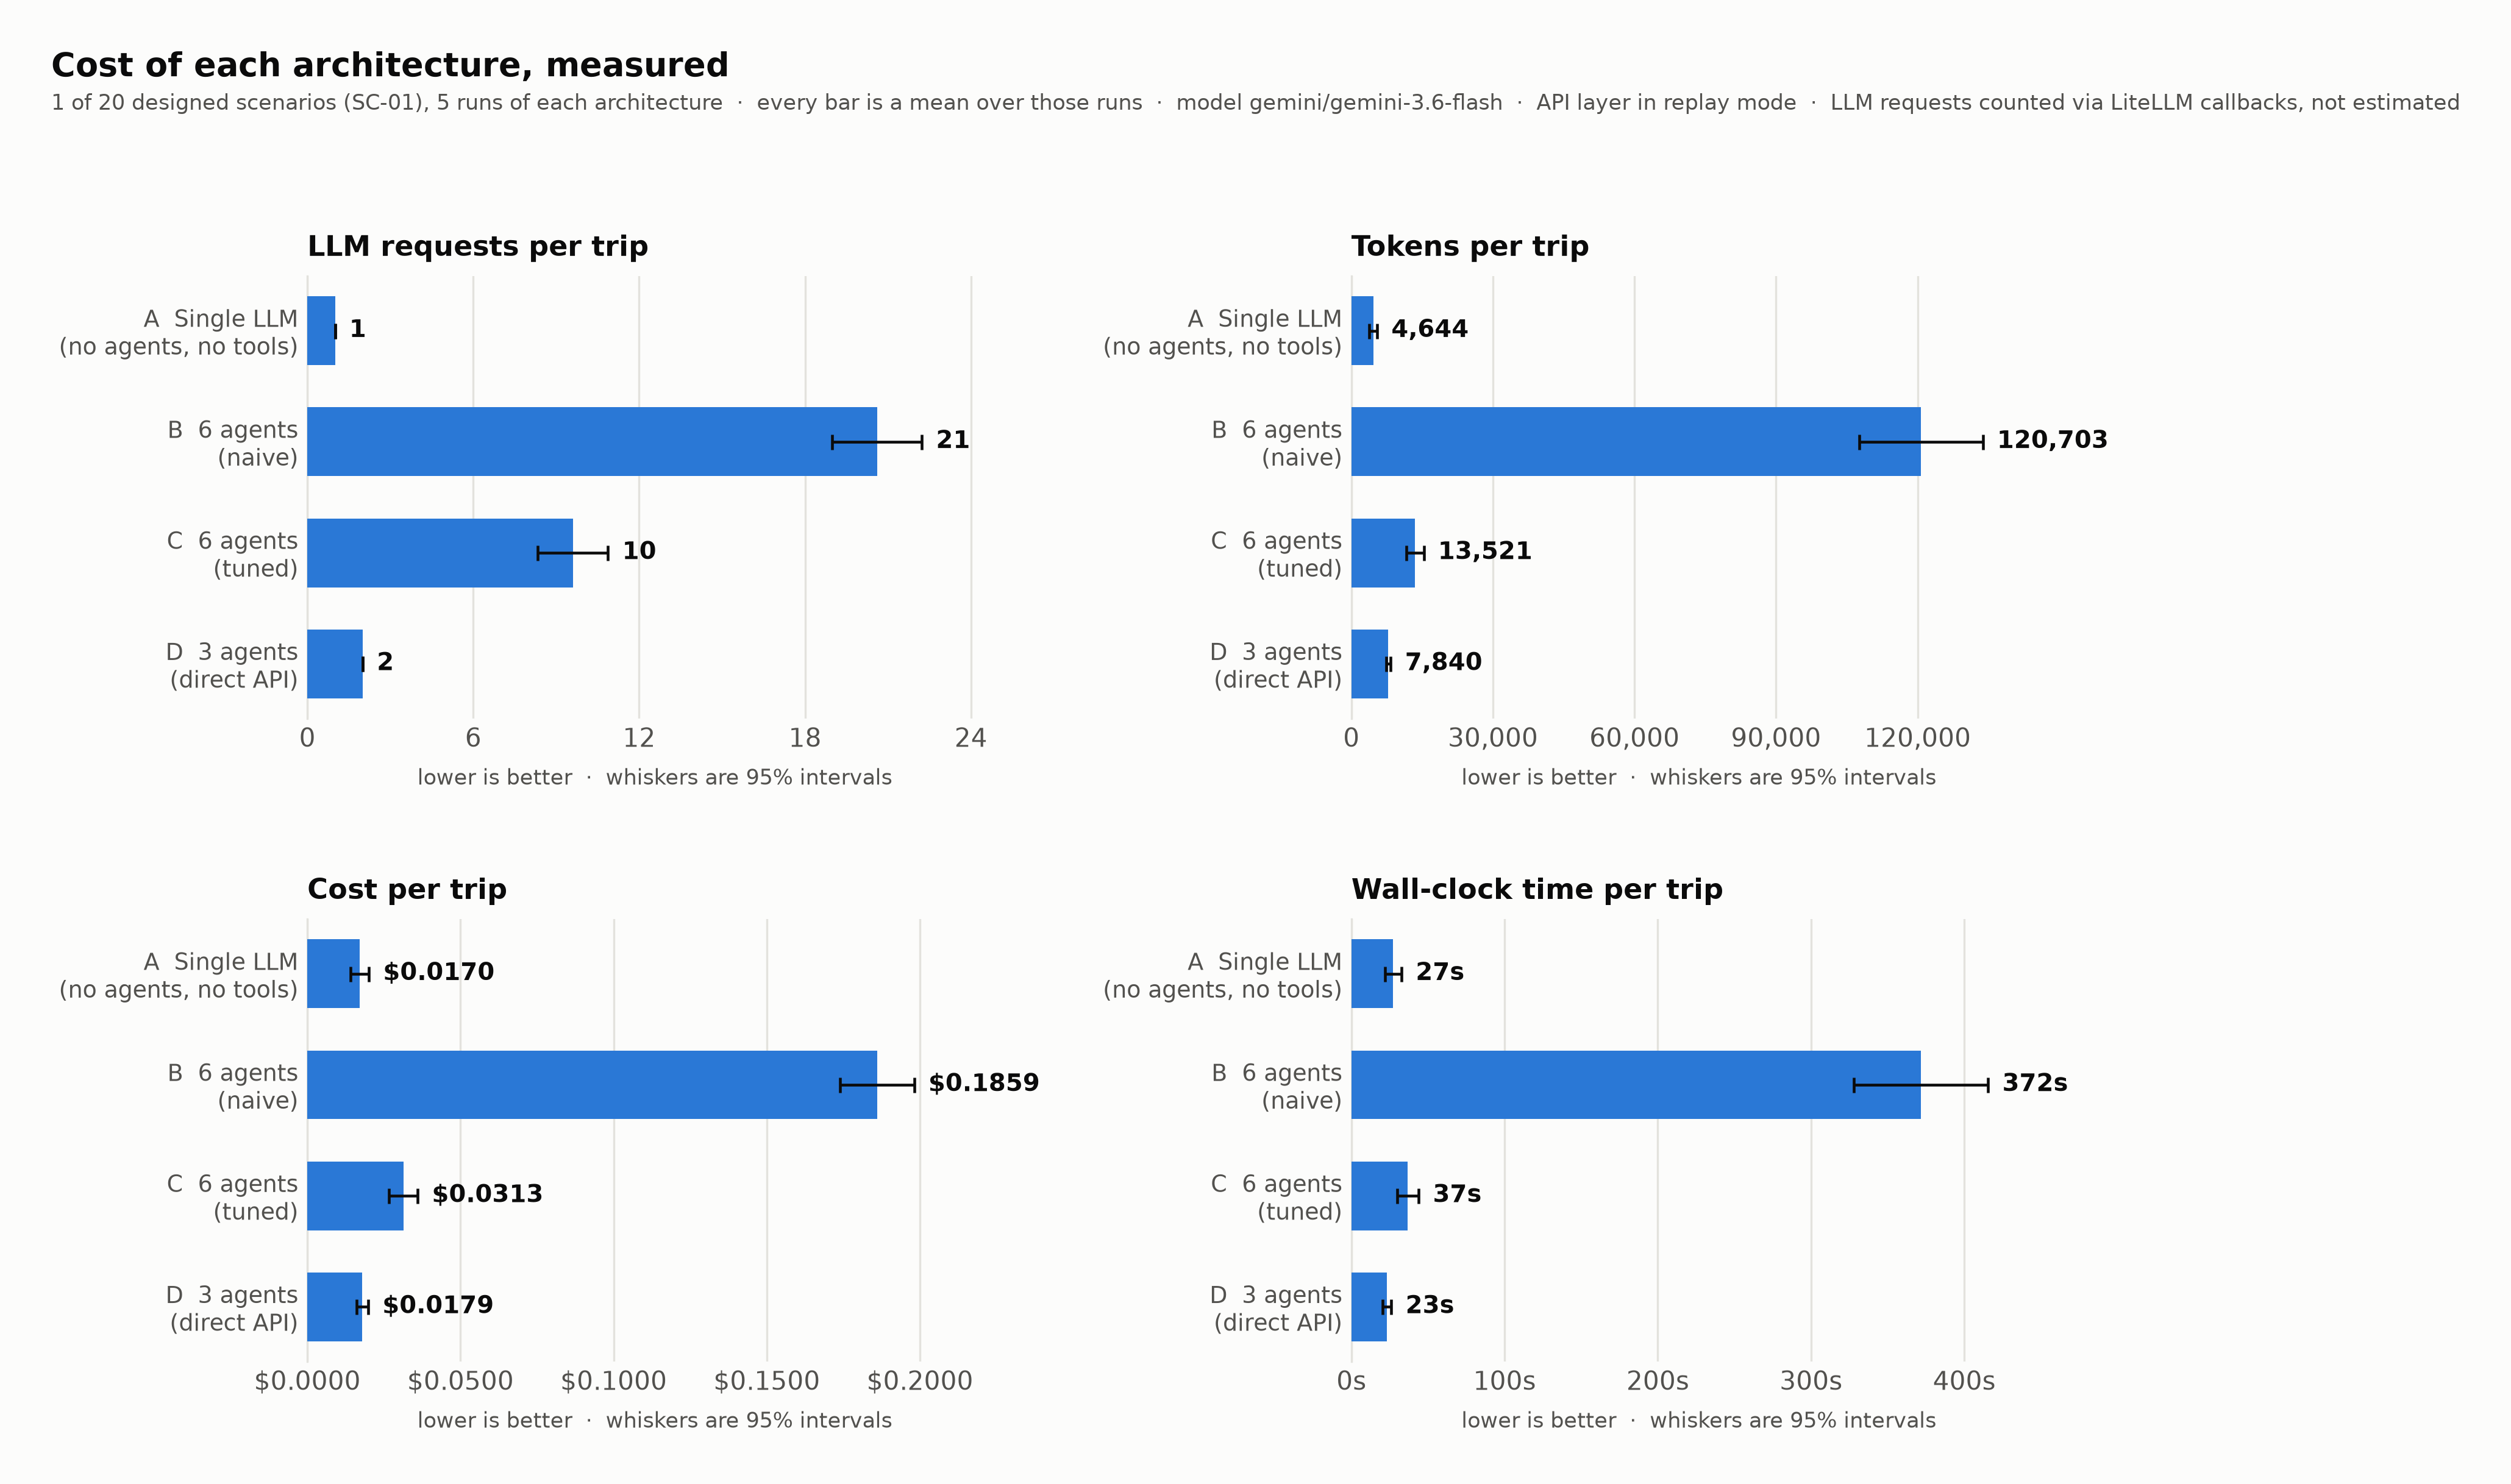 Cost of each architecture, measured
1 of 20 designed scenarios (SC-01), 5 runs of each architecture · every bar is a mean over those runs · model gemini/gemini-3.6-flash · API layer in replay mode · LLM requests counted via LiteLLM callbacks, not estimated
LLM requests per trip
A Single LLM
(no agents, no tools)
1
B 6 agents
(naive)
21
C 6 agents
(tuned)
10
D 3 agents
(direct API)
2
0 6 12 18 24
lower is better · whiskers are 95% intervals
Tokens per trip
A Single LLM
(no agents, no tools)
4,644
B 6 agents
(naive)
120,703
C 6 agents
(tuned)
13,521
D 3 agents
(direct API)
7,840
0 30,000 60,000 90,000 120,000
lower is better · whiskers are 95% intervals
Cost per trip
A Single LLM
(no agents, no tools)
$0.0170
B 6 agents
(naive)
$0.1859
C 6 agents
(tuned)
$0.0313
D 3 agents
(direct API)
$0.0179
$0.0000 $0.0500 $0.1000 $0.1500 $0.2000
lower is better · whiskers are 95% intervals
Wall-clock time per trip
A Single LLM
(no agents, no tools)
27s
B 6 agents
(naive)
372s
C 6 agents
(tuned)
37s
D 3 agents
(direct API)
23s
0s 100s 200s 300s 400s
lower is better · whiskers are 95% intervals